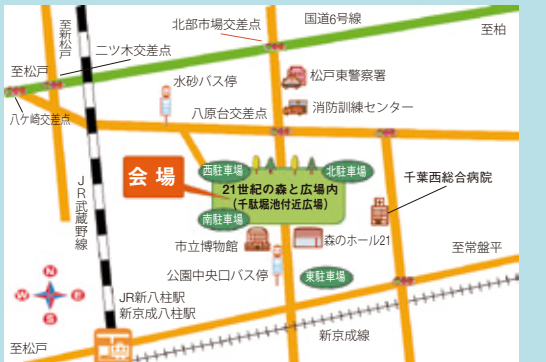 北部市場交差点
国道6号線
至柏
至新松戸
二ツ木交差点
至松戸
水砂バス停
松戸東警察署
八ケ崎交差点
八原台交差点
消防訓練センター
会場
西駐車場
北駐車場
21世紀の森と広場内
(千駄堀池付近広場)
千葉西総合病院
南駐車場
JR武蔵野線
市立博物館
森のホール21
至常盤平
公園中央口バス停
東駐車場
N
W
E
S
JR新八柱駅
新京成八柱駅
新京成線
至松戸